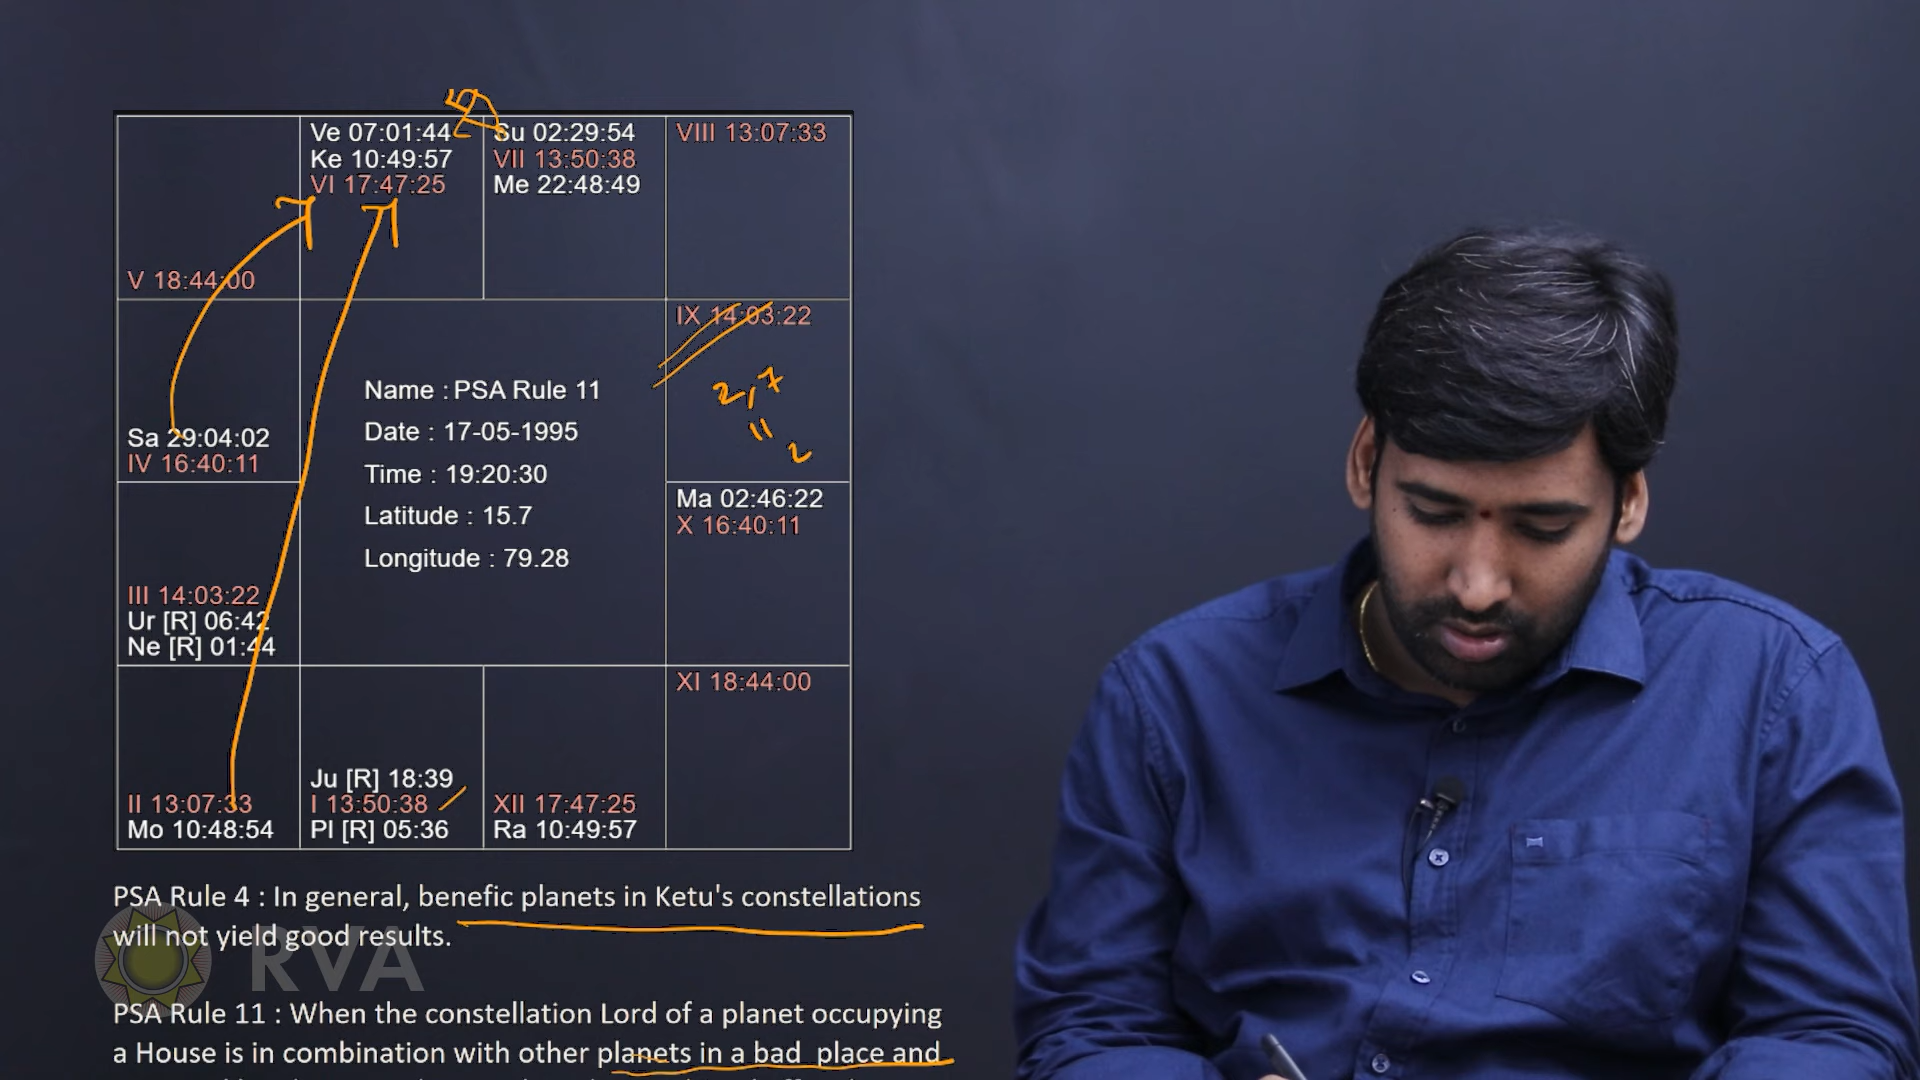 Ve 07:01:44
Ke 10:49:57
VI 17:47:25
Su 02:29:54
VII 13:50:38
Me 22:48:49
VIII 13:07:33
V 18:44:00
IX 14:03:22
2, 7
11
2
Sa 29:04:02
IV 16:40:11
Name : PSA Rule 11
Date : 17-05-1995
Time : 19:20:30
Latitude : 15.7
Longitude : 79.28
Ma 02:46:22
X 16:40:11
III 14:03:22
Ur [R] 06:42
Ne [R] 01:44
XI 18:44:00
II 13:07:33
Mo 10:48:54
Ju [R] 18:39
I 13:50:38
Pl [R] 05:36
XII 17:47:25
Ra 10:49:57
PSA Rule 4 : In general, benefic planets in Ketu's constellations
will not yield good results.
RVA
PSA Rule 11 : When the constellation Lord of a planet occupying
a House is in combination with other planets in a bad place and